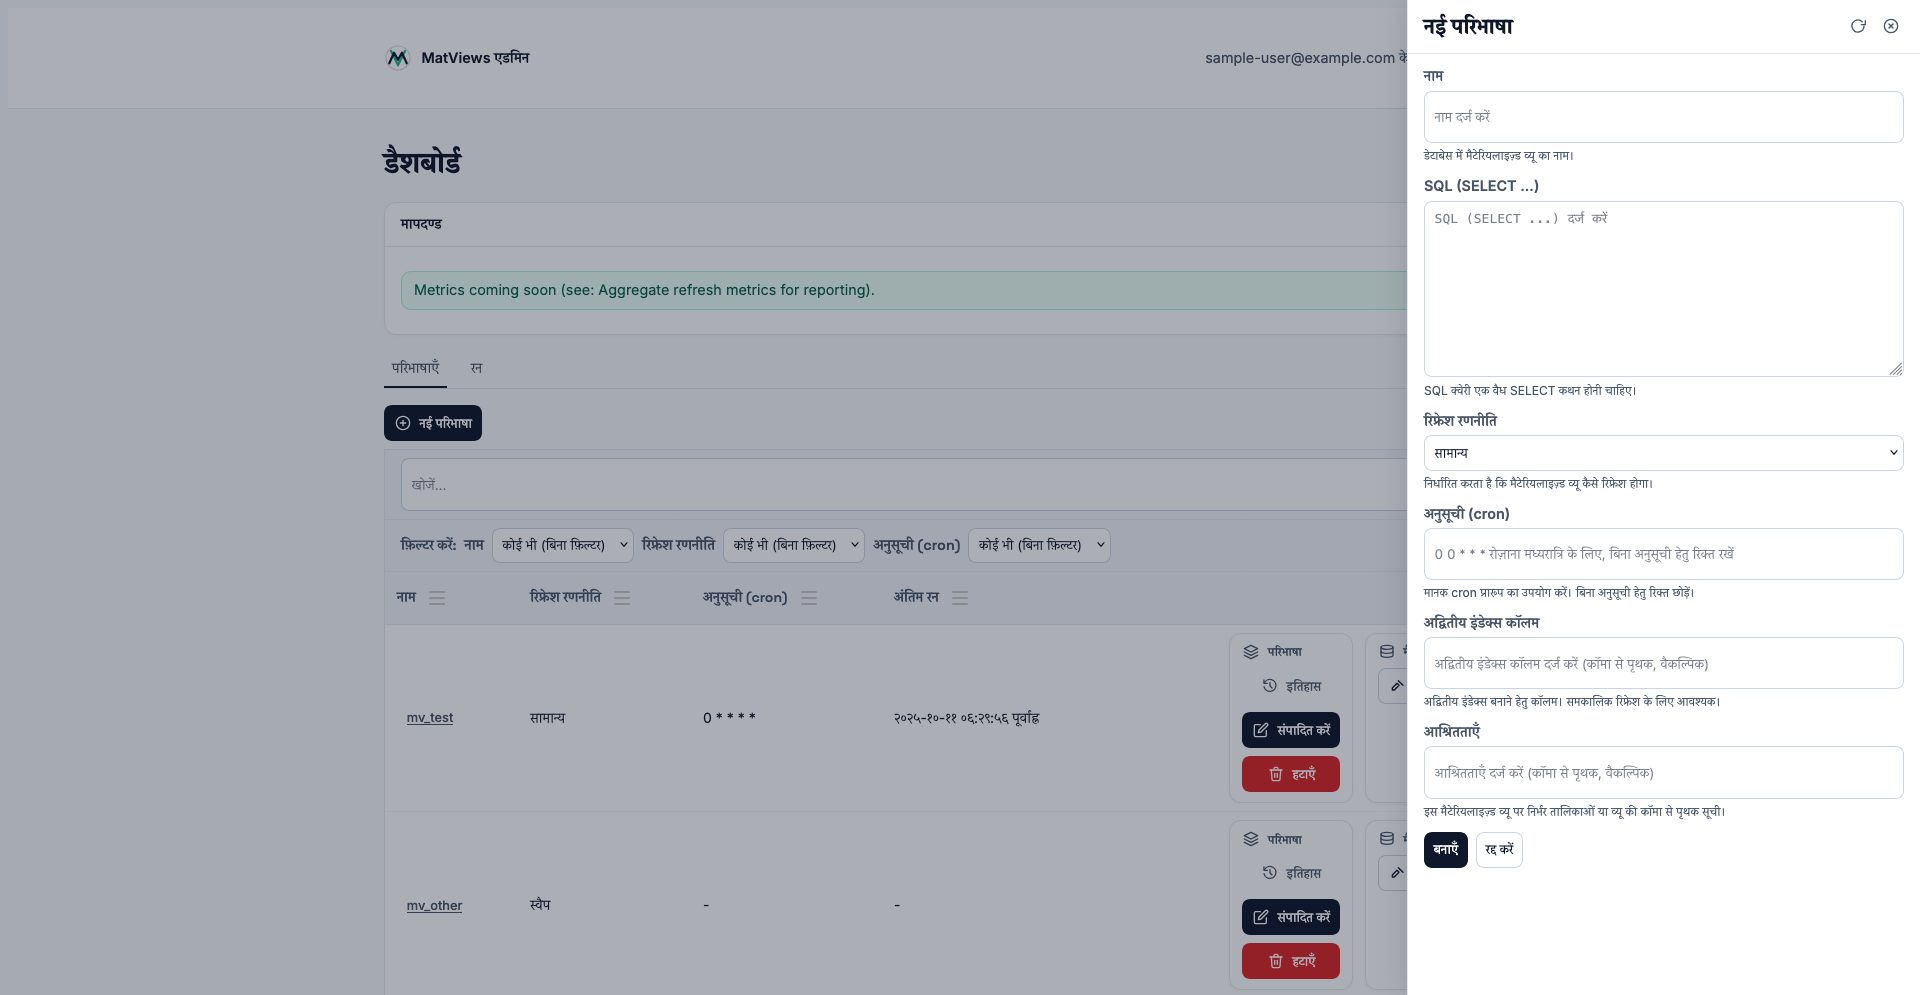 MatViews एडमिन
sample-user@example.com
डैशबोर्ड
मापदण्ड
Metrics coming soon (see: Aggregate refresh metrics for reporting).
परिभाषाएँ रन
नई परिभाषा
खोजें...
फ़िल्टर करें: नाम कोई भी (बिना फ़िल्टर) रिफ्रेश रणनीति कोई भी (बिना फ़िल्टर) अनुसूची (cron) कोई भी (बिना फ़िल्टर)
नाम रिफ्रेश रणनीति अनुसूची (cron) अंतिम रन
परिभाषा
इतिहास
mv_test सामान्य 0 * * * * २०२५-१०-११ ०६:२९:५६ पूर्वाह्न
संपादित करें
हटाएँ
परिभाषा
इतिहास
mv_other स्वैप - -
संपादित करें
हटाएँ
नई परिभाषा
नाम
नाम दर्ज करें
डेटाबेस में मैटेरियलाइज़्ड व्यू का नाम।
SQL (SELECT ...)
SQL (SELECT ...) दर्ज करें
SQL क्वेरी एक वैध SELECT कथन होनी चाहिए।
रिफ्रेश रणनीति
सामान्य
निर्धारित करता है कि मैटेरियलाइज़्ड व्यू कैसे रिफ्रेश होगा।
अनुसूची (cron)
0 0 * * * रोज़ाना मध्यरात्रि के लिए, बिना अनुसूची हेतु रिक्त रखें
मानक cron प्रारूप का उपयोग करें। बिना अनुसूची हेतु रिक्त छोड़ें।
अद्वितीय इंडेक्स कॉलम
अद्वितीय इंडेक्स कॉलम दर्ज करें (कॉमा से पृथक, वैकल्पिक)
अद्वितीय इंडेक्स बनाने हेतु कॉलम। समकालिक रिफ्रेश के लिए आवश्यक।
आश्रितताएँ
आश्रितताएँ दर्ज करें (कॉमा से पृथक, वैकल्पिक)
इस मैटेरियलाइज़्ड व्यू पर निर्भर तालिकाओं या व्यू की कॉमा से पृथक सूची।
बनाएँ रद्द करें